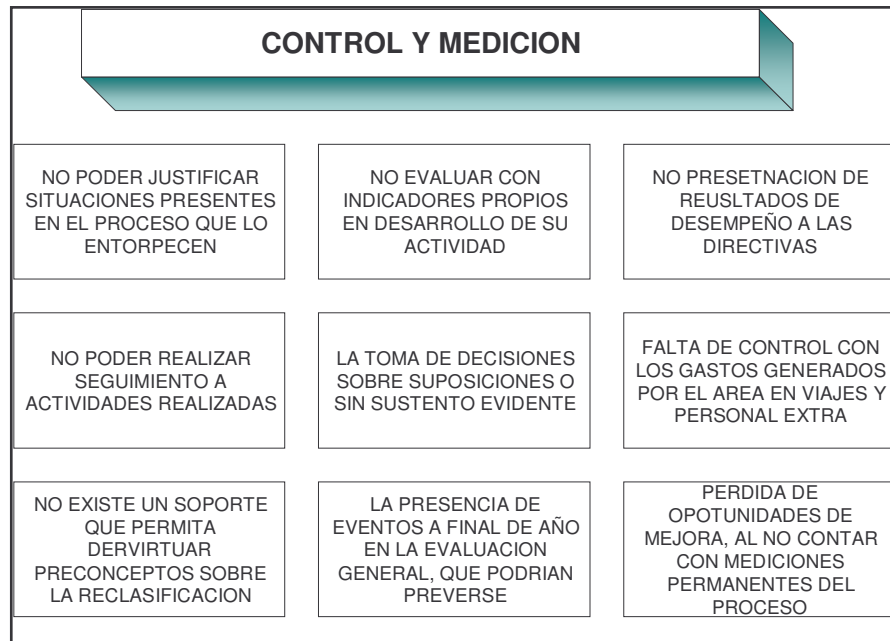 CONTROL Y MEDICION
NO PODER JUSTIFICAR
SITUACIONES PRESENTES
EN EL PROCESO QUE LO
ENTORPECEN
NO EVALUAR CON
INDICADORES PROPIOS
EN DESARROLLO DE SU
ACTIVIDAD
NO PRESETNACION DE
REUSLTADOS DE
DESEMPEÑO A LAS
DIRECTIVAS
NO PODER REALIZAR
SEGUIMIENTO A
ACTIVIDADES REALIZADAS
LA TOMA DE DECISIONES
SOBRE SUPOSICIONES O
SIN SUSTENTO EVIDENTE
FALTA DE CONTROL CON
LOS GASTOS GENERADOS
POR EL AREA EN VIAJES Y
PERSONAL EXTRA
NO EXISTE UN SOPORTE
QUE PERMITA
DERVIRTUAR
PRECONCEPTOS SOBRE
LA RECLASIFICACION
LA PRESENCIA DE
EVENTOS A FINAL DE AÑO
EN LA EVALUACION
GENERAL, QUE PODRIAN
PREVERSE
PERDIDA DE
OPOTUNIDADES DE
MEJORA, AL NO CONTAR
CON MEDICIONES
PERMANENTES DEL
PROCESO